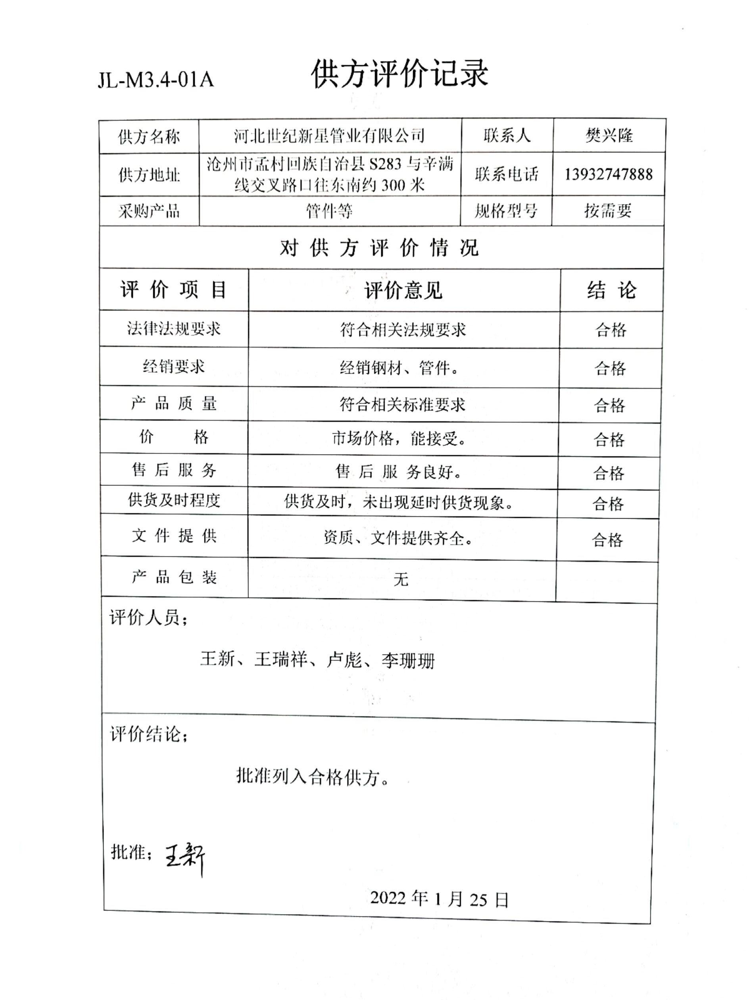 JL-M3.4-01A 供方评价记录
供方名称 河北世纪新星管业有限公司 联系人 樊兴隆
供方地址 沧州市孟村回族自治县 S283 与辛满 联系电话 13932747888
线交叉路口往东南约 300 米
采购产品 管件等 规格型号 按需要
对供方评价情况
评价项目 评价意见 结论
法律法规要求 符合相关法规要求 合格
经销要求 经销钢材、管件。 合格
产品质量 符合相关标准要求 合格
价格 市场价格，能接受。 合格
售后服务 售后服务良好。 合格
供货及时程度 供货及时，未出现延时供货现象。 合格
文件提供 资质、文件提供齐全。 合格
产品包装 无
评价人员；
王新、王瑞祥、卢彪、李珊珊
评价结论；
批准列入合格供方。
批准；王新
2022 年 1 月 25 日